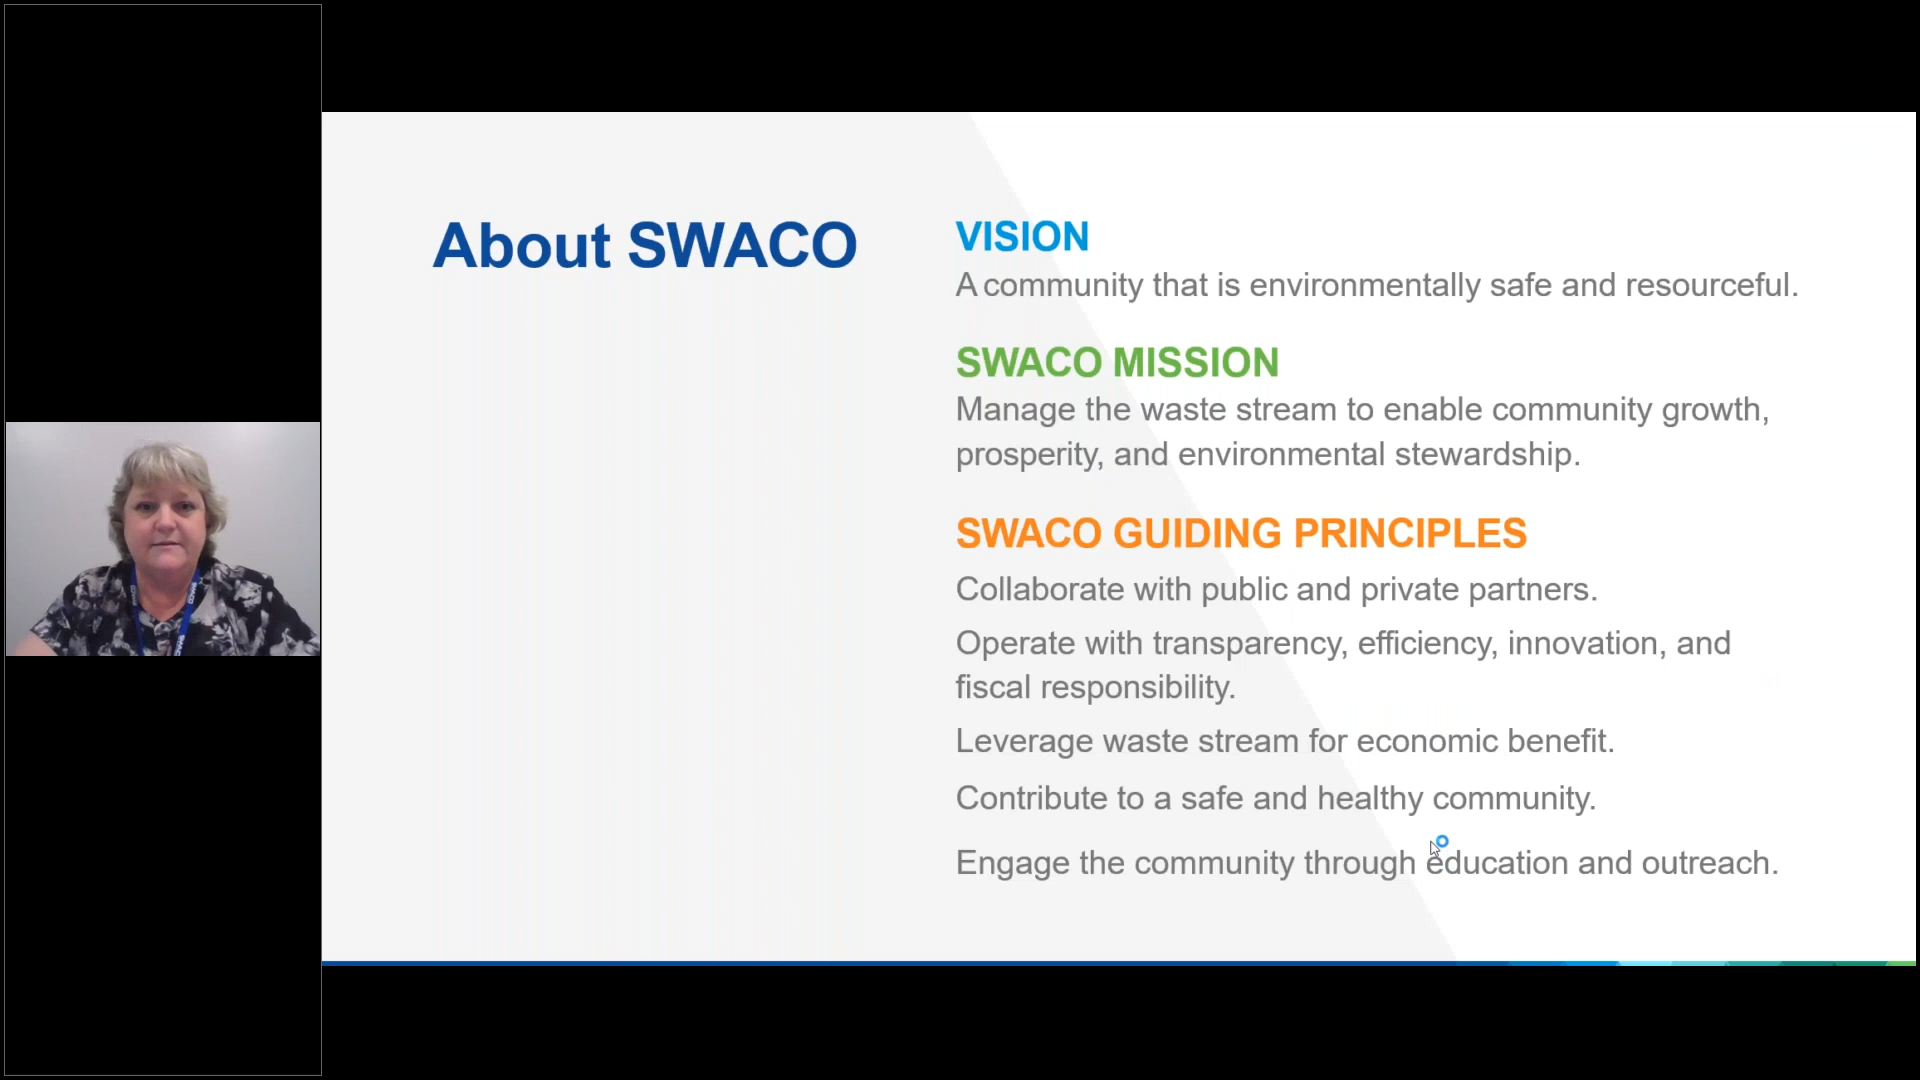 About SWACO
VISION
A community that is environmentally safe and resourceful.
SWACO MISSION
Manage the waste stream to enable community growth,
prosperity, and environmental stewardship.
SWACO GUIDING PRINCIPLES
Collaborate with public and private partners.
Operate with transparency, efficiency, innovation, and
fiscal responsibility.
Leverage waste stream for economic benefit.
Contribute to a safe and healthy community.
Engage the community through education and outreach.